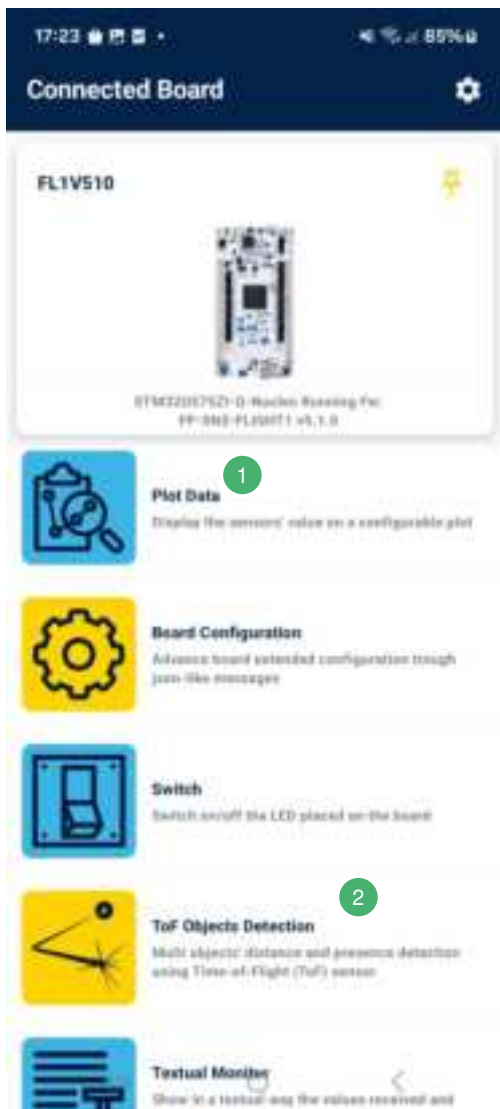 17:23
85%
Connected Board
FL1V510
STM32U575ZI-Q Nucleo Running Fw:
FP-SNS-FLIGHT1 v5.1.0
1
Plot Data
Display the sensors' value on a configurable plot
Board Configuration
Advance board extended configuration trough
json-like messages
Switch
Switch on/off the LED placed on the board
2
ToF Objects Detection
Multi objects' distance and presence detection
using Time-of-Flight (ToF) sensor
Textual Monitor
Show in a textual way the values received and